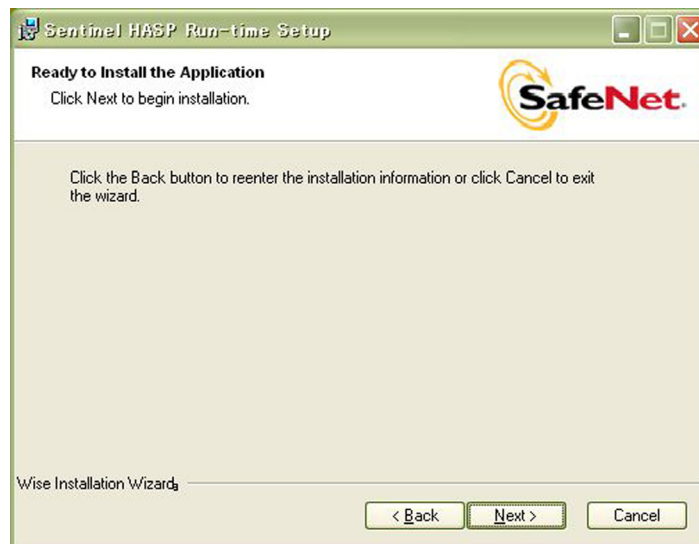 Sentinel HASP Run-time Setup
Ready to Install the Application
Click Next to begin installation.
SafeNet.
Click the Back button to reenter the installation information or click Cancel to exit
the wizard.
Wise Installation Wizard
< Back
Next >
Cancel